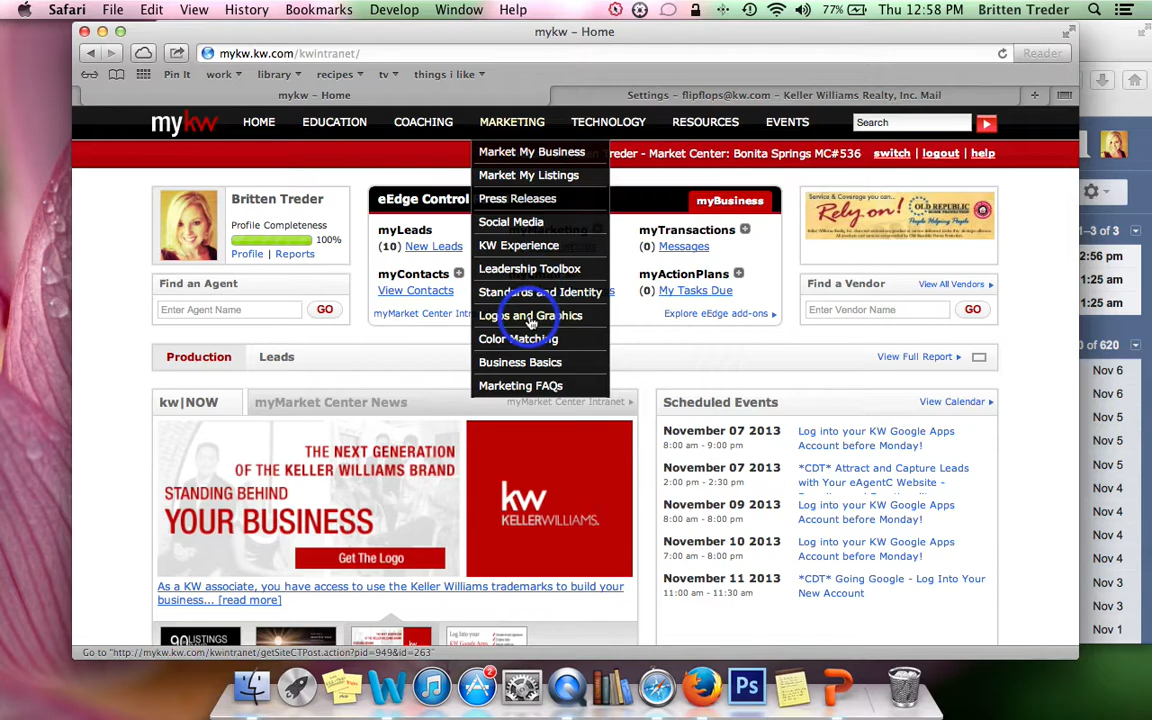 Safari File Edit View History Bookmarks Develop Window Help 77% Thu 12:58 PM Britten Treder
mykw – Home
mykw.kw.com/kwintranet/ Reader
Pin It work library recipes tv things i like
mykw – Home Settings – flipflops@kw.com – Keller Williams Realty, Inc. Mail
mykw HOME EDUCATION COACHING MARKETING TECHNOLOGY RESOURCES EVENTS Search
Treder - Market Center: Bonita Springs MC#536 switch | logout | help
Market My Business
Market My Listings
Press Releases
Social Media
KW Experience
Leadership Toolbox
Standards and Identity
Logos and Graphics
Color Matching
Business Basics
Marketing FAQs
Britten Treder
Profile Completeness
100%
Profile | Reports
Find an Agent
Enter Agent Name GO
eEdge Control
myBusiness
myLeads
(10) New Leads
myContacts
View Contacts
myTransactions
(0) Messages
myActionPlans
(0) My Tasks Due
Explore eEdge add-ons
Service & Coverage you can...
Rely on!
OLD REPUBLIC
HOME PROTECTION
Find a Vendor View All Vendors
Enter Vendor Name GO
Production Leads View Full Report
kw|NOW myMarket Center News myMarket Center Intranet
THE NEXT GENERATION
OF THE KELLER WILLIAMS BRAND
STANDING BEHIND
YOUR BUSINESS
Get The Logo
kw
KELLERWILLIAMS.
As a KW associate, you have access to use the Keller Williams trademarks to build your
business... [read more]
Scheduled Events View Calendar
November 07 2013 Log into your KW Google Apps
8:00 am - 9:00 pm Account before Monday!
November 07 2013 *CDT* Attract and Capture Leads
2:00 pm - 2:30 pm with Your eAgentC Website -
November 09 2013 Log into your KW Google Apps
8:00 am - 8:00 pm Account before Monday!
November 10 2013 Log into your KW Google Apps
7:00 am - 8:00 pm Account before Monday!
November 11 2013 *CDT* Going Google - Log Into Your
11:00 am - 11:30 am New Account
Go to "http://mykw.kw.com/kwintranet/getSiteCTPost.action?pid=949&id=263"
1–3 of 3
2:56 pm
1:25 am
1:25 am
0 of 620
Nov 6
Nov 6
Nov 5
Nov 5
Nov 5
Nov 4
Nov 4
Nov 4
Nov 4
Nov 3
Nov 3
Nov 1
2
W
Ps
P